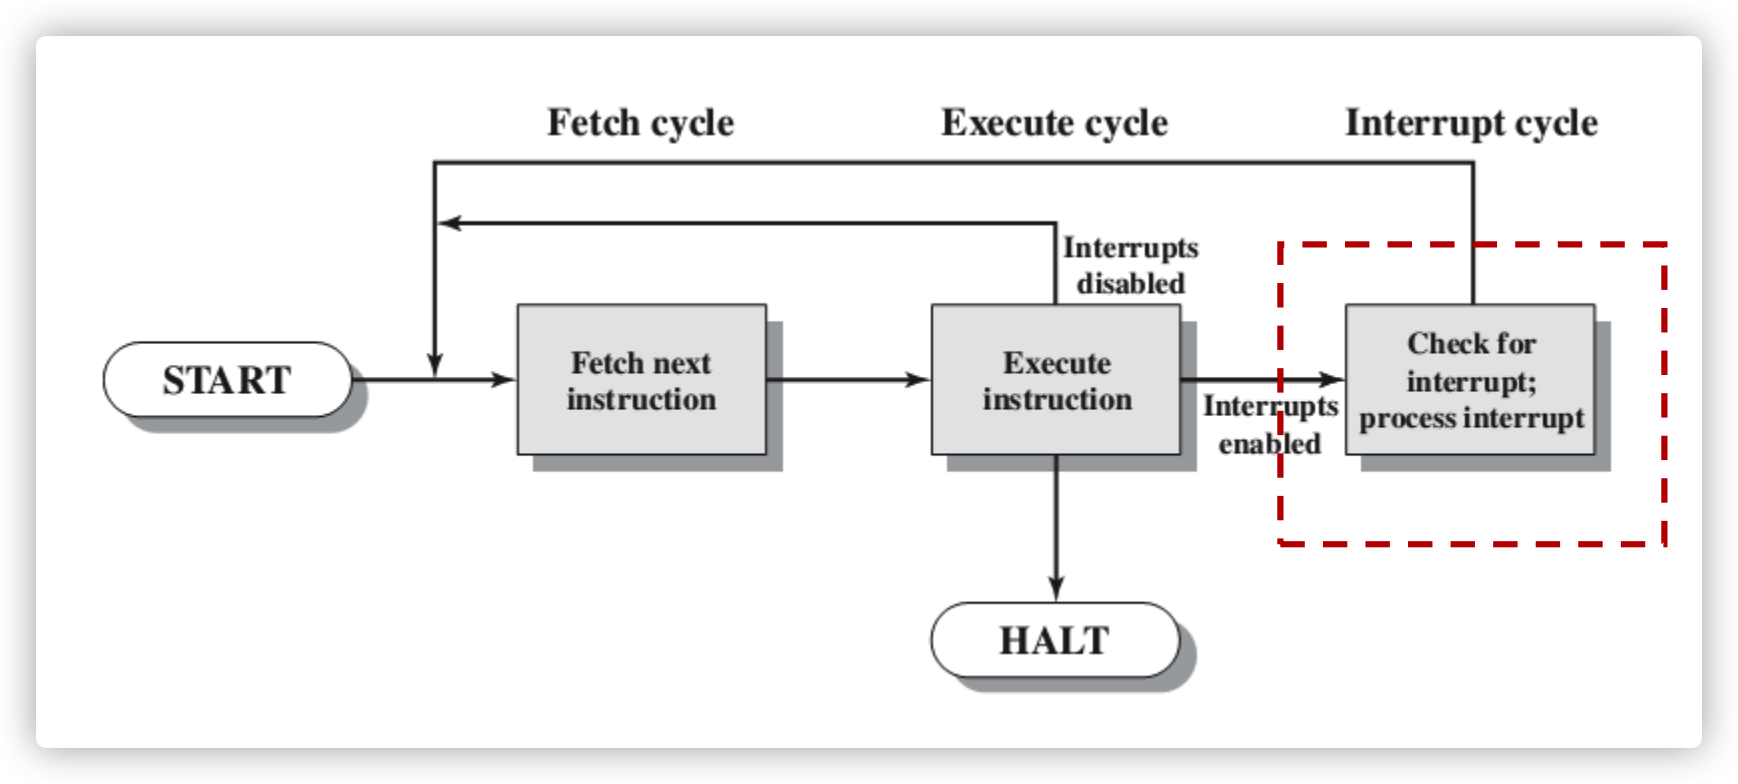 Fetch cycle
Execute cycle
Interrupt cycle
Interrupts
disabled
START
Fetch next
instruction
Execute
instruction
Interrupts
enabled
Check for
interrupt;
process interrupt
HALT